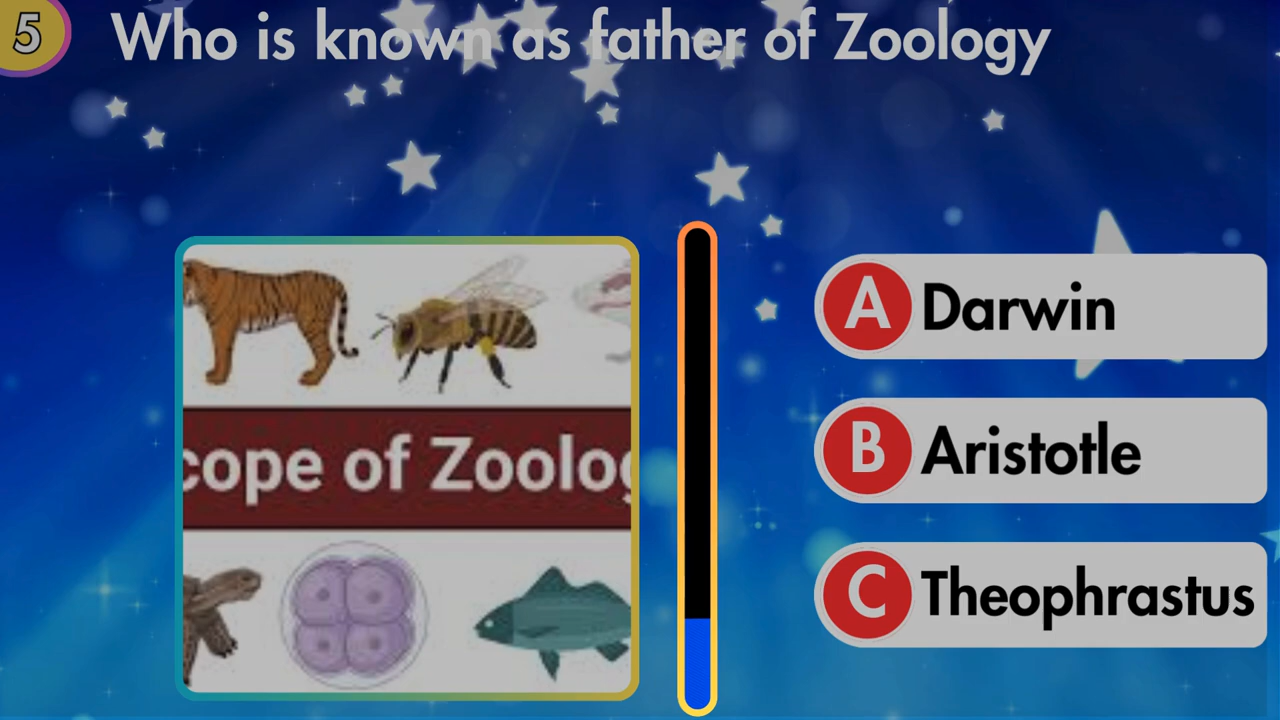 5
Who is known as father of Zoology
cope of Zoolog
A Darwin
B Aristotle
C Theophrastus